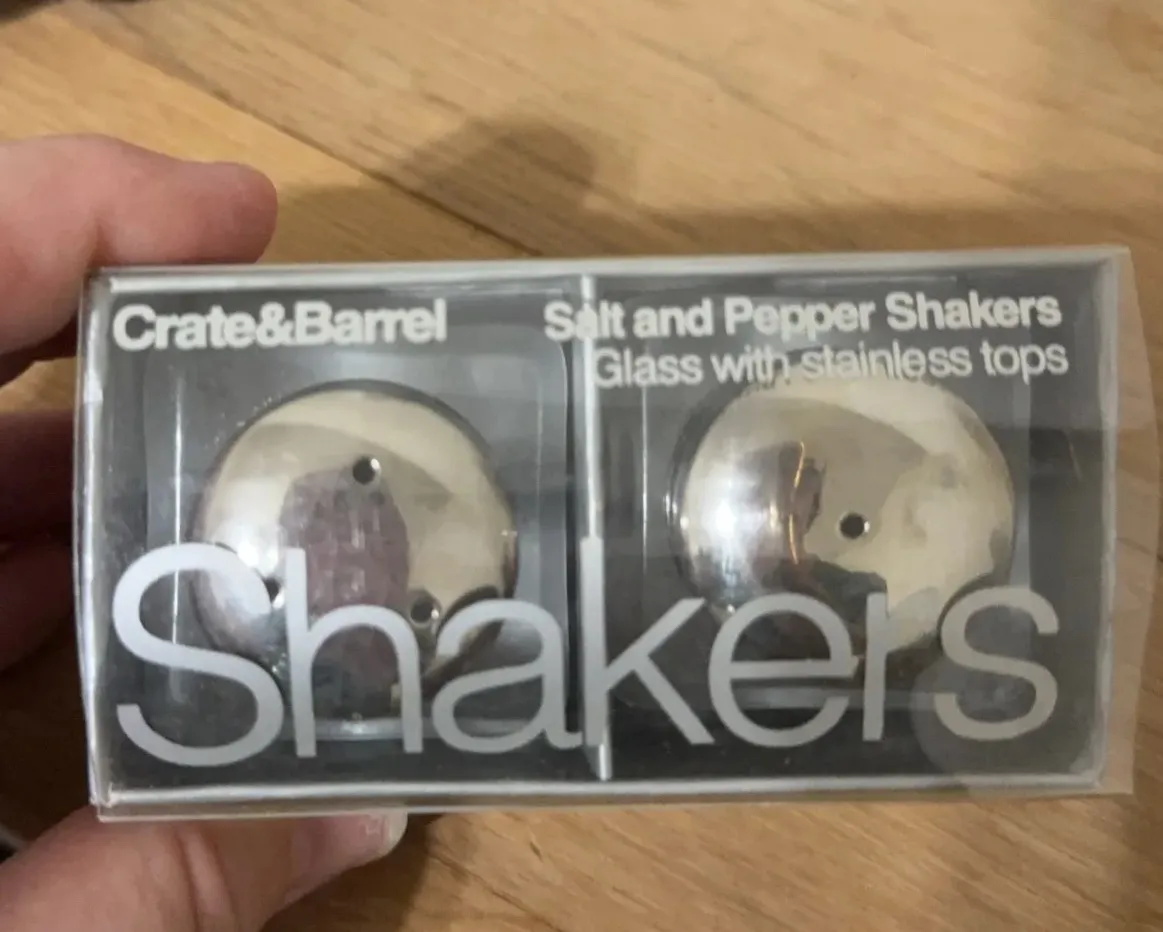 Crate&Barrel
Salt and Pepper Shakers
Glass with stainless tops
Shakers